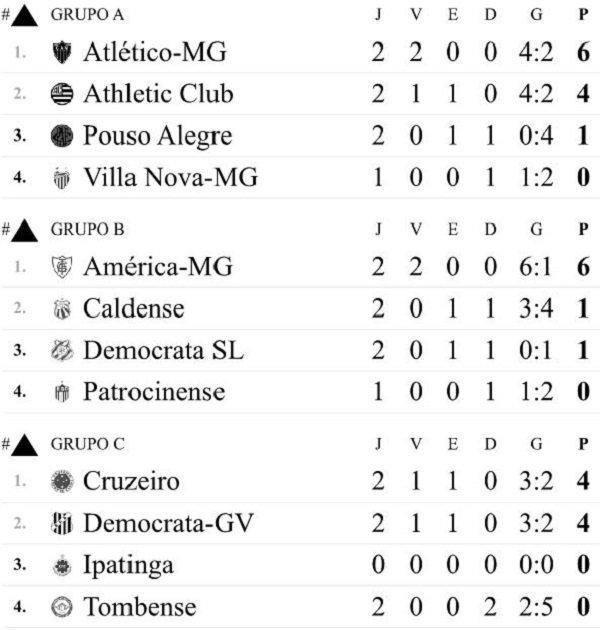 # GRUPO A J V E D G P
1. Atlético-MG 2 2 0 0 4:2 6
2. Athletic Club 2 1 1 0 4:2 4
3. Pouso Alegre 2 0 1 1 0:4 1
4. Villa Nova-MG 1 0 0 1 1:2 0
# GRUPO B J V E D G P
1. América-MG 2 2 0 0 6:1 6
2. Caldense 2 0 1 1 3:4 1
3. Democrata SL 2 0 1 1 0:1 1
4. Patrocinense 1 0 0 1 1:2 0
# GRUPO C J V E D G P
1. Cruzeiro 2 1 1 0 3:2 4
2. Democrata-GV 2 1 1 0 3:2 4
3. Ipatinga 0 0 0 0 0:0 0
4. Tombense 2 0 0 2 2:5 0